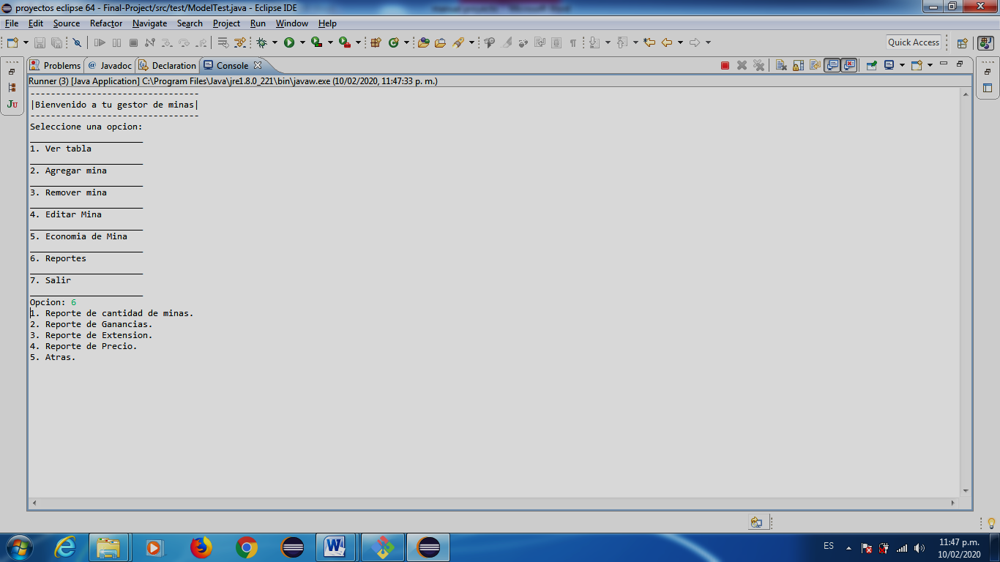 proyectos eclipse 64 - Final-Project/src/test/ModelTest.java - Eclipse IDE
File Edit Source Refactor Navigate Search Project Run Window Help
Quick Access
Problems @ Javadoc Declaration Console
Runner (3) [Java Application] C:\Program Files\Java\jre1.8.0_221\bin\javaw.exe (10/02/2020, 11:47:33 p. m.)
---------------------------------
|Bienvenido a tu gestor de minas|
---------------------------------
Seleccione una opcion:
______________________
1. Ver tabla
______________________
2. Agregar mina
______________________
3. Remover mina
______________________
4. Editar Mina
______________________
5. Economia de Mina
______________________
6. Reportes
______________________
7. Salir
______________________
Opcion: 6
1. Reporte de cantidad de minas.
2. Reporte de Ganancias.
3. Reporte de Extension.
4. Reporte de Precio.
5. Atras.
ES
11:47 p.m.
10/02/2020